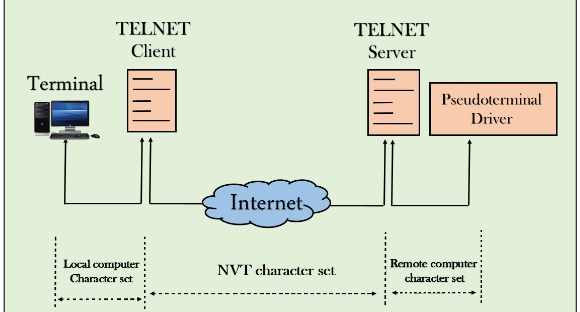 TELNET
Client
TELNET
Server
Terminal
Pseudoterminal
Driver
Internet
Local computer
Character set
NVT character set
Remote computer
character set